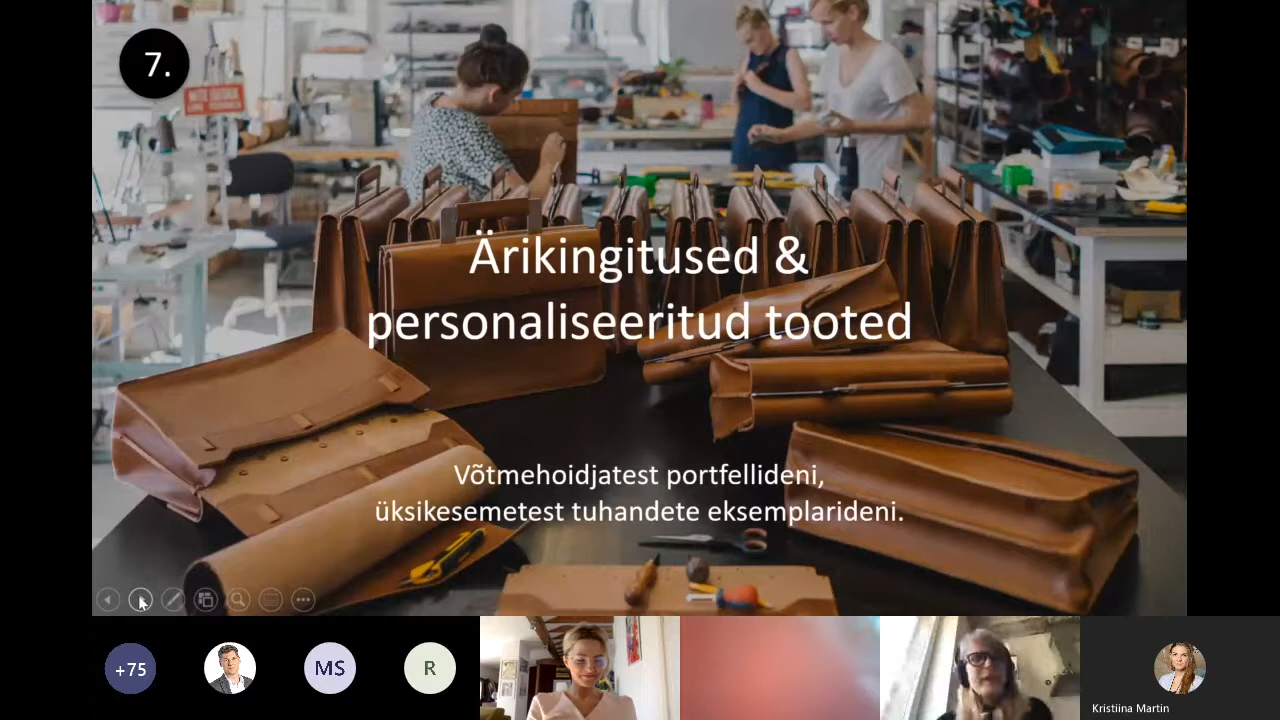 7.
Ärikingitused &
personaliseeritud tooted
Võtmehoidjatest portfellideni,
üksikesemetest tuhandete eksemplarideni.
+75
MS
R
Kristiina Martin